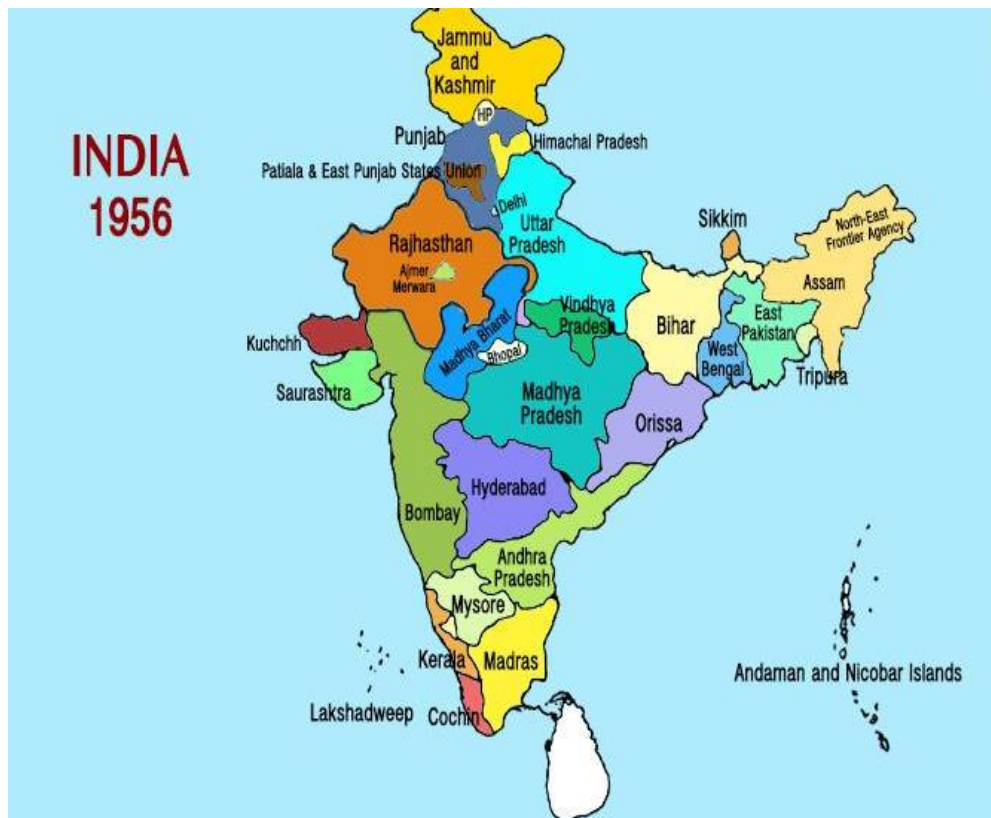 Jammu
and
Kashmir
HP
Punjab
Himachal Pradesh
INDIA
1956
Patiala & East Punjab States Union
Delhi
Uttar
Pradesh
Sikkim
North-East
Frontier Agency
Rajhasthan
Ajmer
Merwara
Assam
Kuchchh
Madhya Bharat
Bhopal
Vindhya
Pradesh
Bihar
East
Pakistan
West
Bengal
Tripura
Saurashtra
Madhya
Pradesh
Orissa
Hyderabad
Bombay
Andhra
Pradesh
Mysore
Kerala
Madras
Andaman and Nicobar Islands
Lakshadweep
Cochin